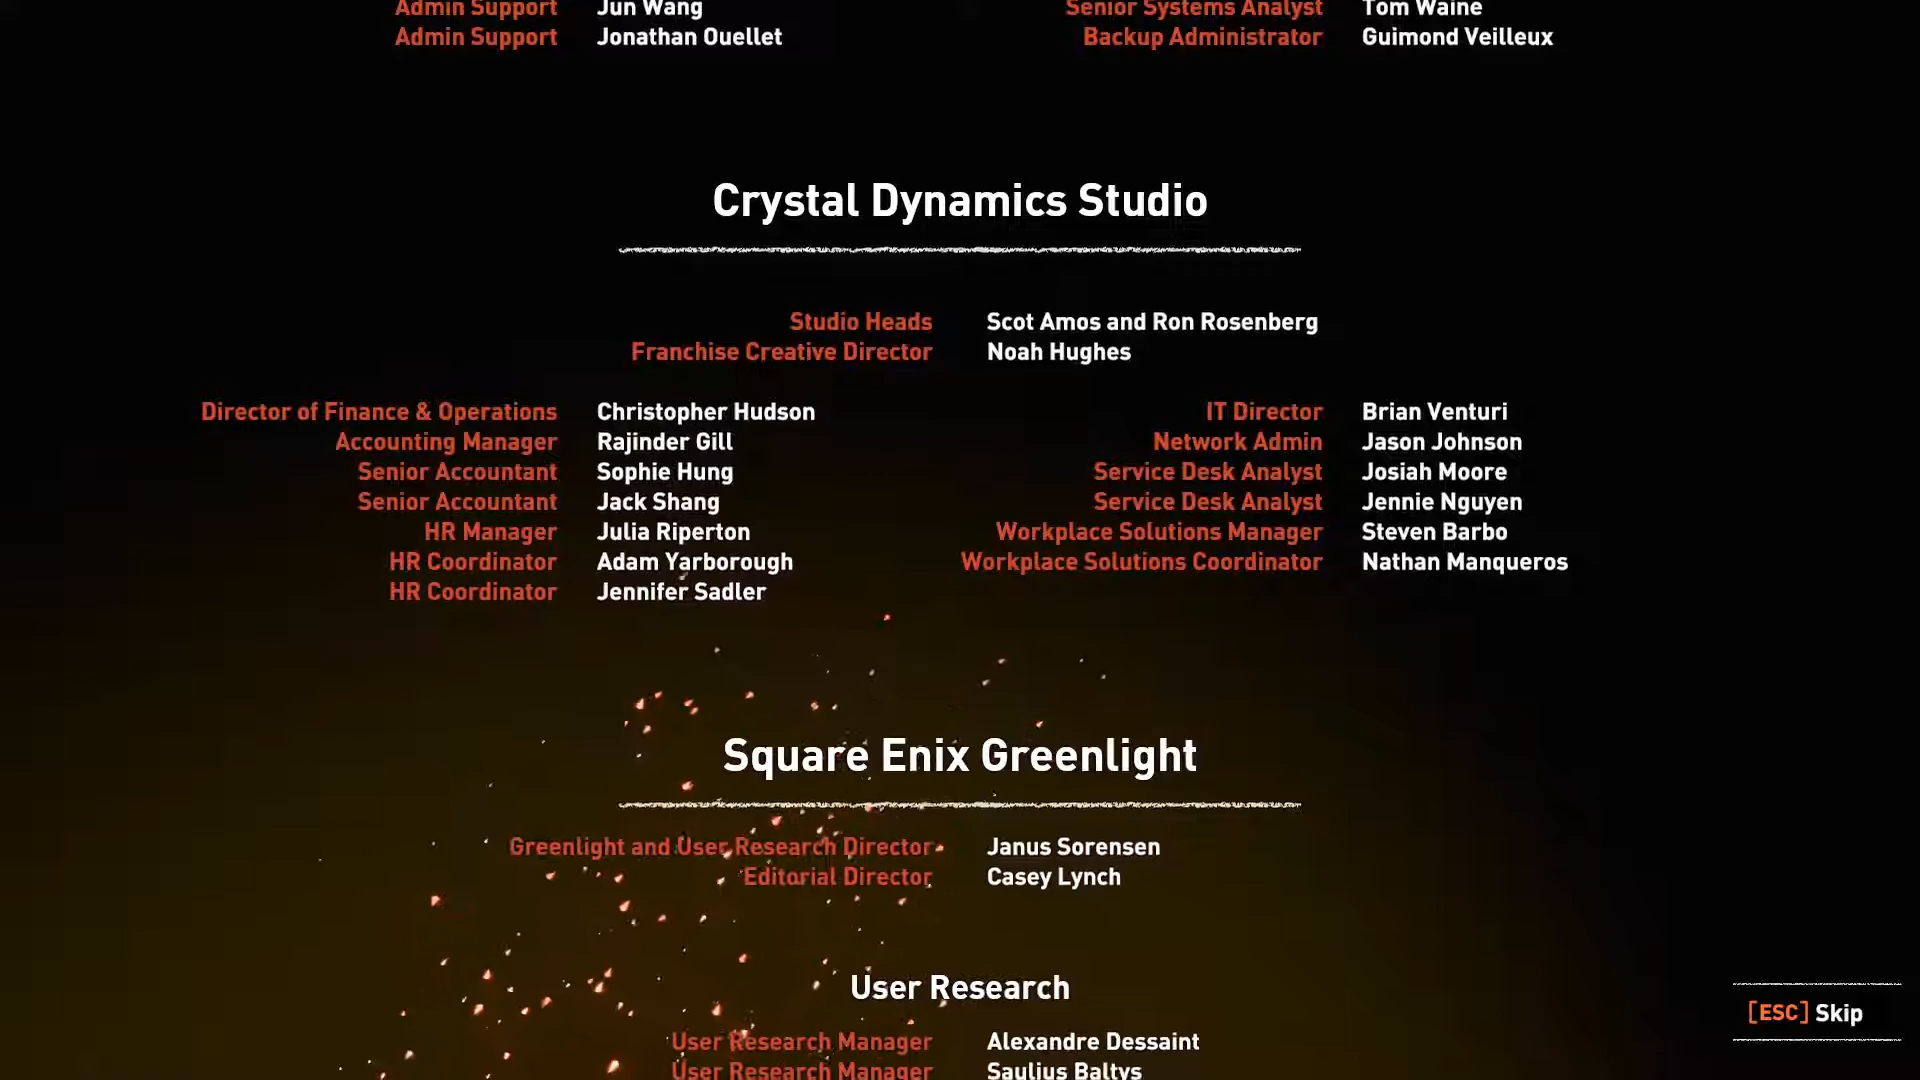 Admin Support Jun Wang Senior Systems Analyst Tom Waine
Admin Support Jonathan Ouellet Backup Administrator Guimond Veilleux
Crystal Dynamics Studio
Studio Heads Scot Amos and Ron Rosenberg
Franchise Creative Director Noah Hughes
Director of Finance & Operations Christopher Hudson IT Director Brian Venturi
Accounting Manager Rajinder Gill Network Admin Jason Johnson
Senior Accountant Sophie Hung Service Desk Analyst Josiah Moore
Senior Accountant Jack Shang Service Desk Analyst Jennie Nguyen
HR Manager Julia Riperton Workplace Solutions Manager Steven Barbo
HR Coordinator Adam Yarborough Workplace Solutions Coordinator Nathan Manqueros
HR Coordinator Jennifer Sadler
Square Enix Greenlight
Greenlight and User Research Director Janus Sorensen
Editorial Director Casey Lynch
User Research
[ESC] Skip
User Research Manager Alexandre Dessaint
User Research Manager Saulius Baltys